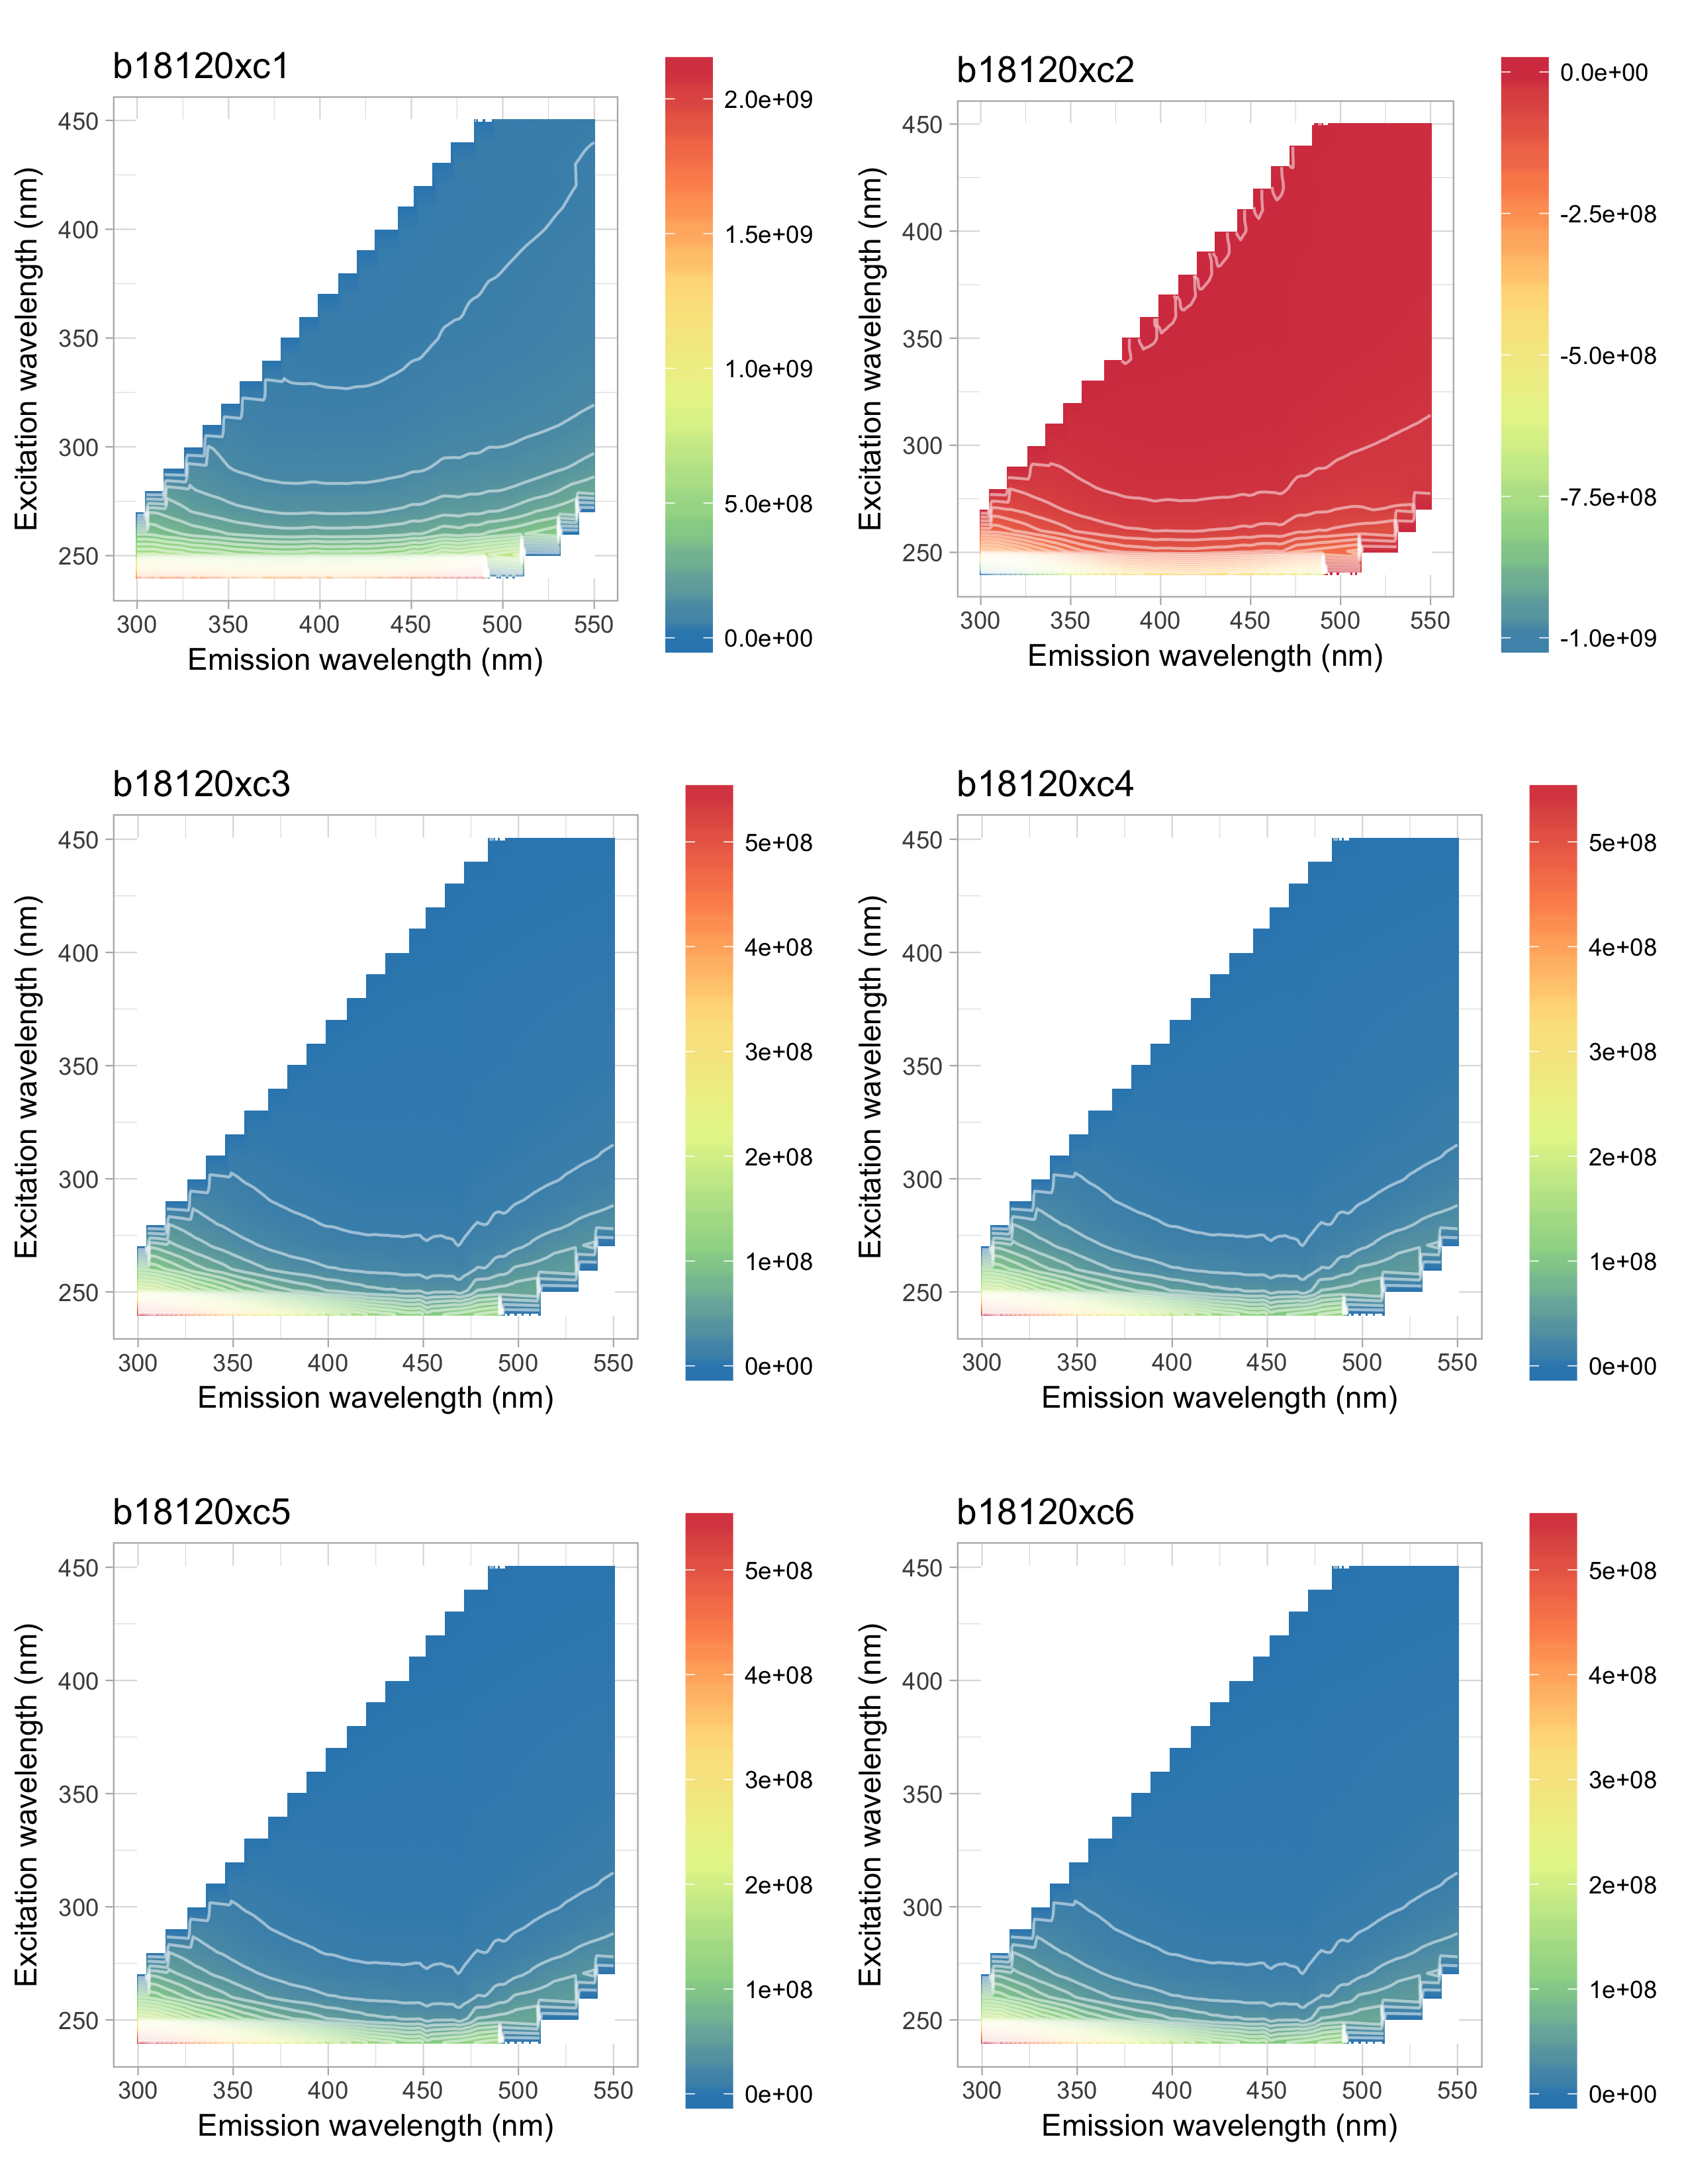 b18120xc1
Excitation wavelength (nm)
450
400
350
300
250
300 350 400 450 500 550
Emission wavelength (nm)
2.0e+09
1.5e+09
1.0e+09
5.0e+08
0.0e+00
b18120xc2
Excitation wavelength (nm)
450
400
350
300
250
300 350 400 450 500 550
Emission wavelength (nm)
0.0e+00
-2.5e+08
-5.0e+08
-7.5e+08
-1.0e+09
b18120xc3
Excitation wavelength (nm)
450
400
350
300
250
300 350 400 450 500 550
Emission wavelength (nm)
5e+08
4e+08
3e+08
2e+08
1e+08
0e+00
b18120xc4
Excitation wavelength (nm)
450
400
350
300
250
300 350 400 450 500 550
Emission wavelength (nm)
5e+08
4e+08
3e+08
2e+08
1e+08
0e+00
b18120xc5
Excitation wavelength (nm)
450
400
350
300
250
300 350 400 450 500 550
Emission wavelength (nm)
5e+08
4e+08
3e+08
2e+08
1e+08
0e+00
b18120xc6
Excitation wavelength (nm)
450
400
350
300
250
300 350 400 450 500 550
Emission wavelength (nm)
5e+08
4e+08
3e+08
2e+08
1e+08
0e+00